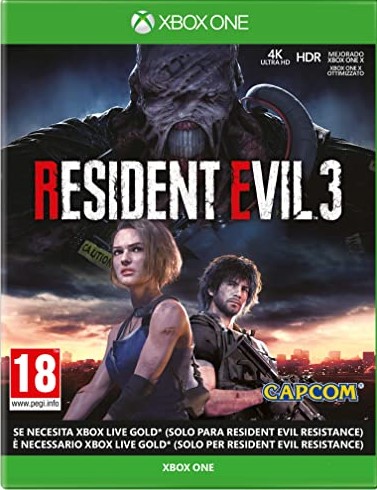 XBOX ONE
4K
ULTRA HD
HDR
MEJORADO
XBOX ONE X
XBOX ONE X
OTTIMIZZATO
RESIDENT EVIL 3
CAUTION
18
www.pegi.info
CAPCOM
SE NECESITA XBOX LIVE GOLD* (SOLO PARA RESIDENT EVIL RESISTANCE)
È NECESSARIO XBOX LIVE GOLD* (SOLO PER RESIDENT EVIL RESISTANCE)
XBOX ONE